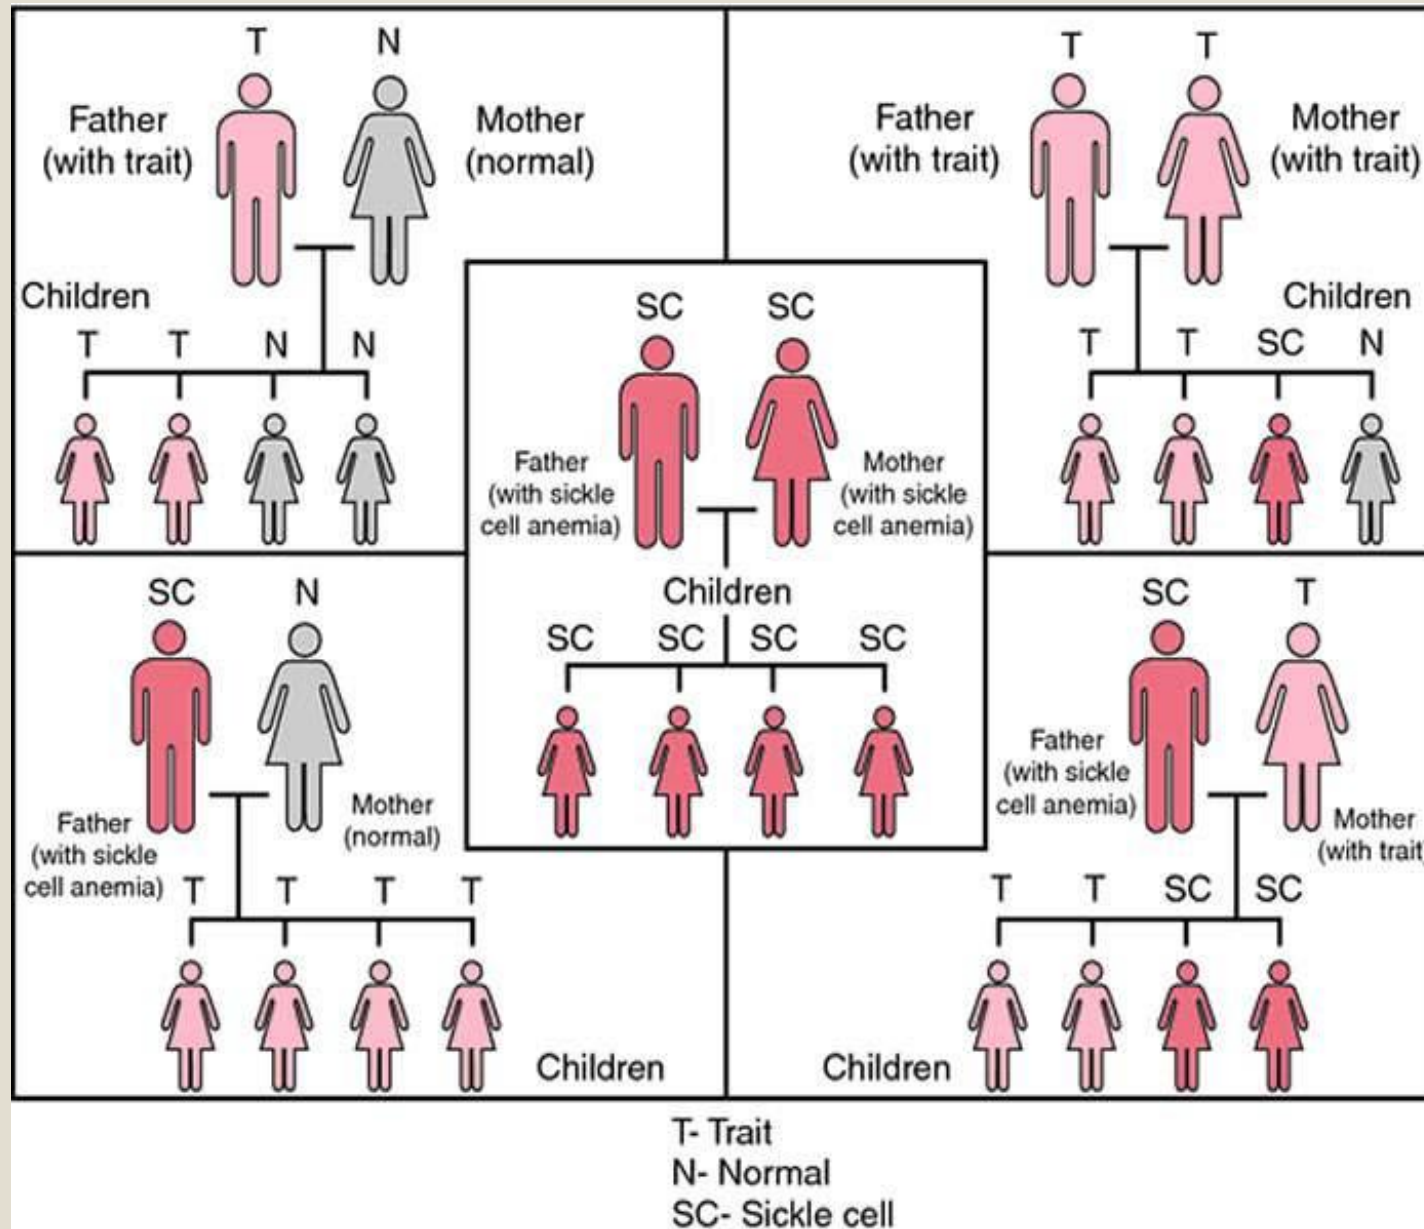 T N
Father
(with trait)
Mother
(normal)
Children
T T N N
T T
Father
(with trait)
Mother
(with trait)
Children
T T SC N
SC SC
Father
(with sickle
cell anemia)
Mother
(with sickle
cell anemia)
Children
SC SC SC SC
SC N
Father
(with sickle
cell anemia)
Mother
(normal)
T T T T
Children
SC T
Father
(with sickle
cell anemia)
Mother
(with trait
T T SC SC
Children
T- Trait
N- Normal
SC- Sickle cell